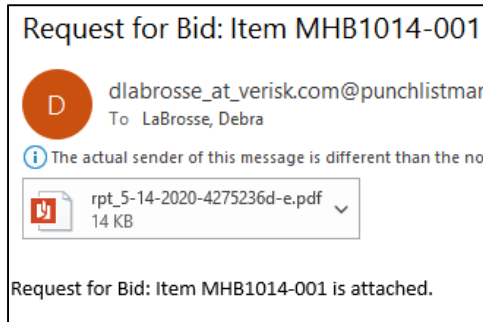 Request for Bid: Item MHB1014-001
D
dlabrosse_at_verisk.com@punchlistmar
To LaBrosse, Debra
The actual sender of this message is different than the no
rpt_5-14-2020-4275236d-e.pdf
14 KB
Request for Bid: Item MHB1014-001 is attached.